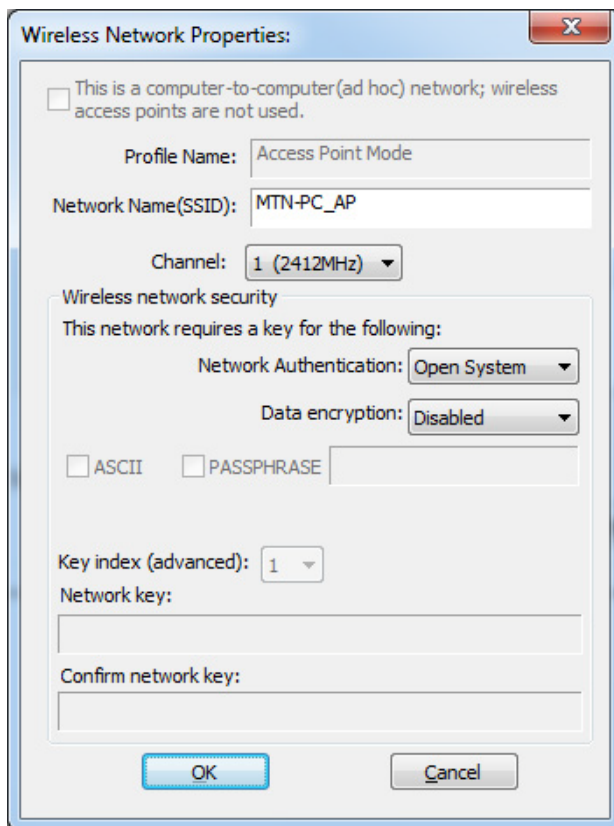 Wireless Network Properties:
This is a computer-to-computer(ad hoc) network; wireless
access points are not used.
Profile Name: Access Point Mode
Network Name(SSID): MTN-PC_AP
Channel: 1 (2412MHz)
Wireless network security
This network requires a key for the following:
Network Authentication: Open System
Data encryption: Disabled
ASCII PASSPHRASE
Key index (advanced): 1
Network key:
Confirm network key:
OK Cancel